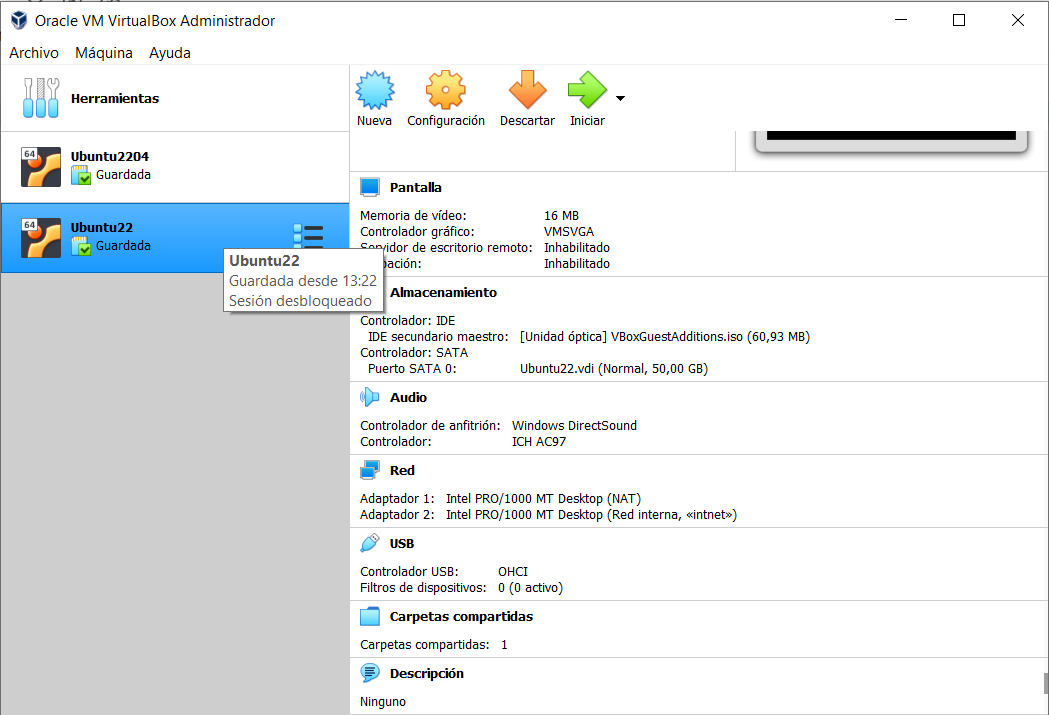 Oracle VM VirtualBox Administrador
Archivo Máquina Ayuda
Herramientas
Nueva Configuración Descartar Iniciar
64
Ubuntu2204
Guardada
64
Ubuntu22
Guardada
Ubuntu22
Guardada desde 13:22
Sesión desbloqueado
Pantalla
Memoria de vídeo: 16 MB
Controlador gráfico: VMSVGA
Servidor de escritorio remoto: Inhabilitado
Inhabilitado
Almacenamiento
Controlador: IDE
IDE secundario maestro: [Unidad óptica] VBoxGuestAdditions.iso (60,93 MB)
Controlador: SATA
Puerto SATA 0: Ubuntu22.vdi (Normal, 50,00 GB)
Audio
Controlador de anfitrión: Windows DirectSound
Controlador: ICH AC97
Red
Adaptador 1: Intel PRO/1000 MT Desktop (NAT)
Adaptador 2: Intel PRO/1000 MT Desktop (Red interna, «intnet»)
USB
Controlador USB: OHCI
Filtros de dispositivos: 0 (0 activo)
Carpetas compartidas
Carpetas compartidas: 1
Descripción
Ninguno